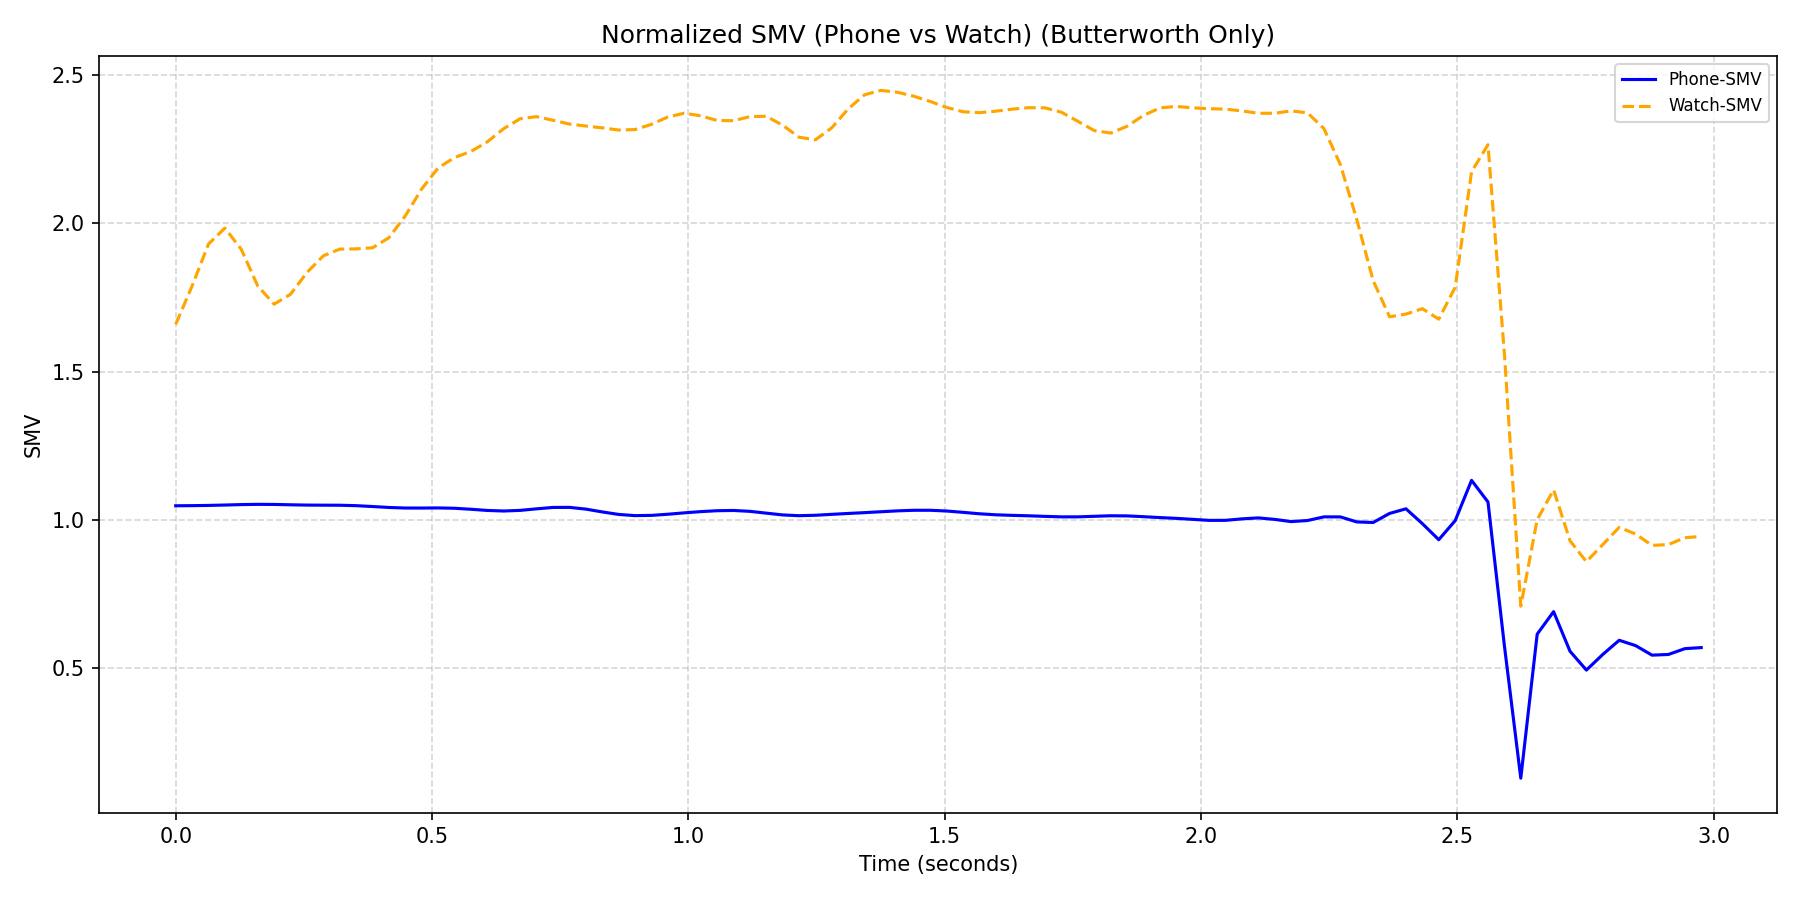 Normalized SMV (Phone vs Watch) (Butterworth Only)
Phone-SMV
Watch-SMV
SMV
2.5
2.0
1.5
1.0
0.5
0.0 0.5 1.0 1.5 2.0 2.5 3.0
Time (seconds)